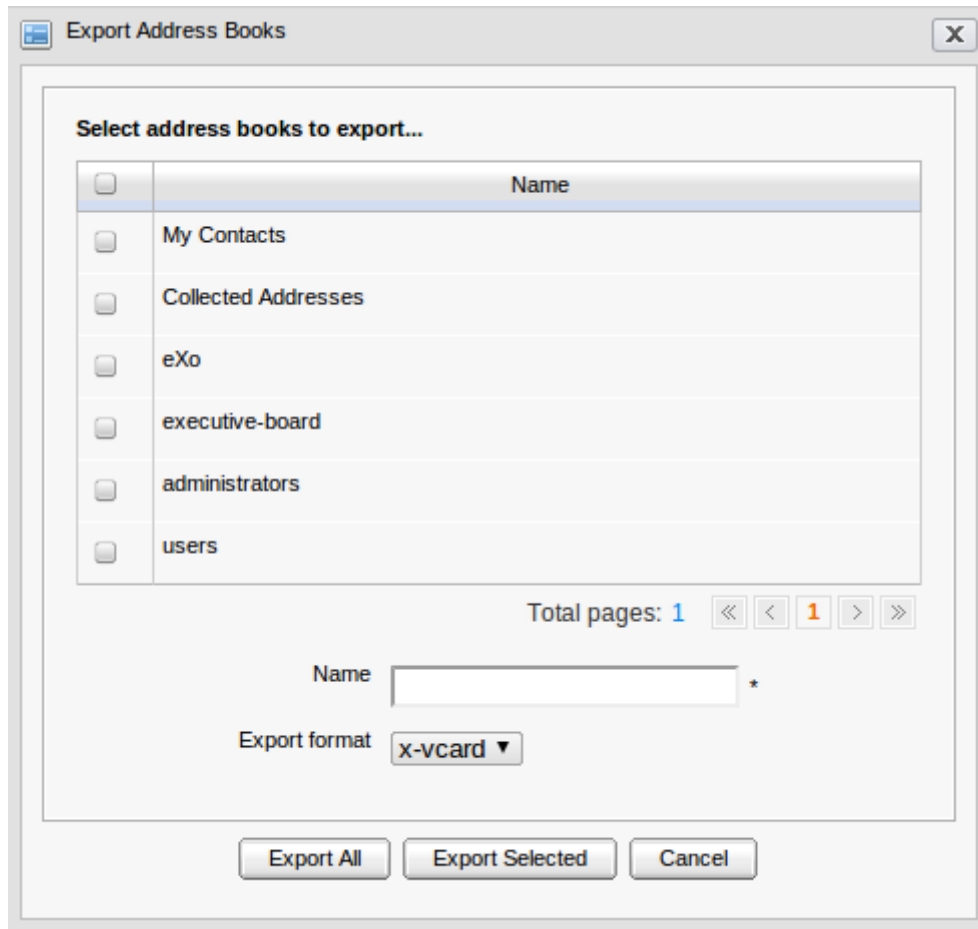 Export Address Books
X
Select address books to export...
Name
My Contacts
Collected Addresses
eXo
executive-board
administrators
users
Total pages: 1 « < 1 > »
Name *
Export format x-vcard ▼
Export All Export Selected Cancel